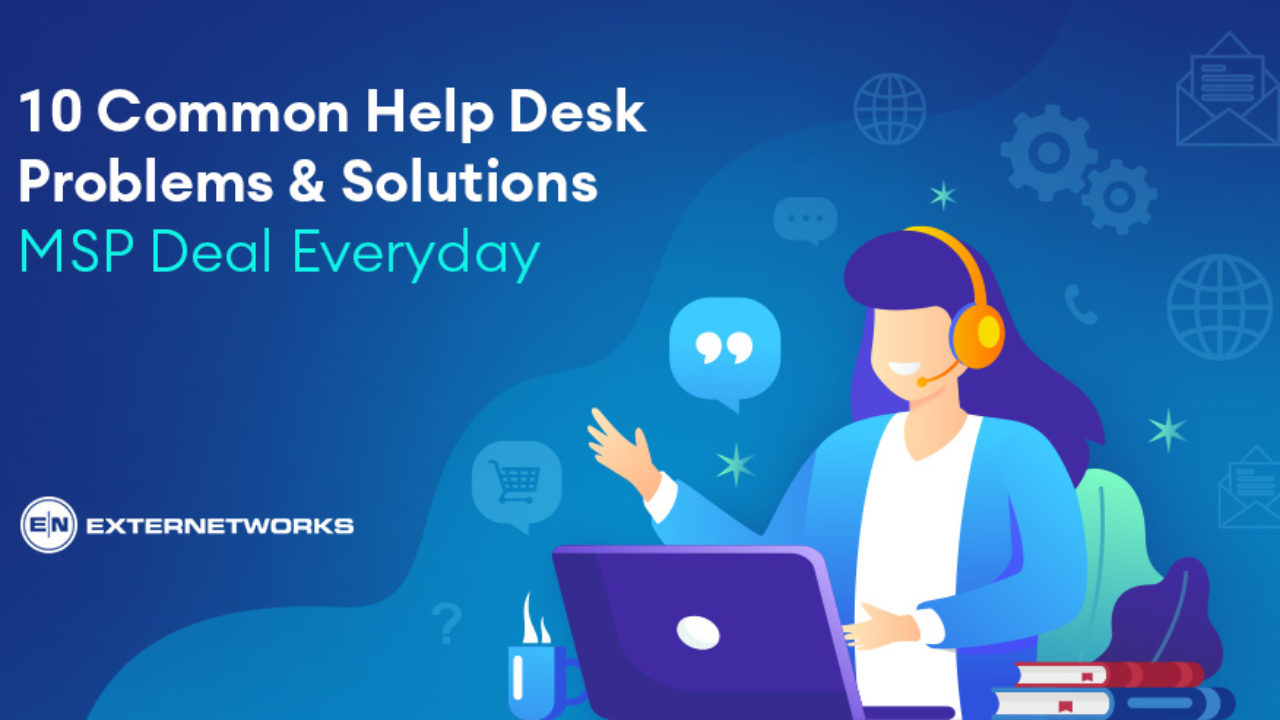 10 Common Help Desk
Problems & Solutions
MSP Deal Everyday
E|N EXTERNETWORKS
?